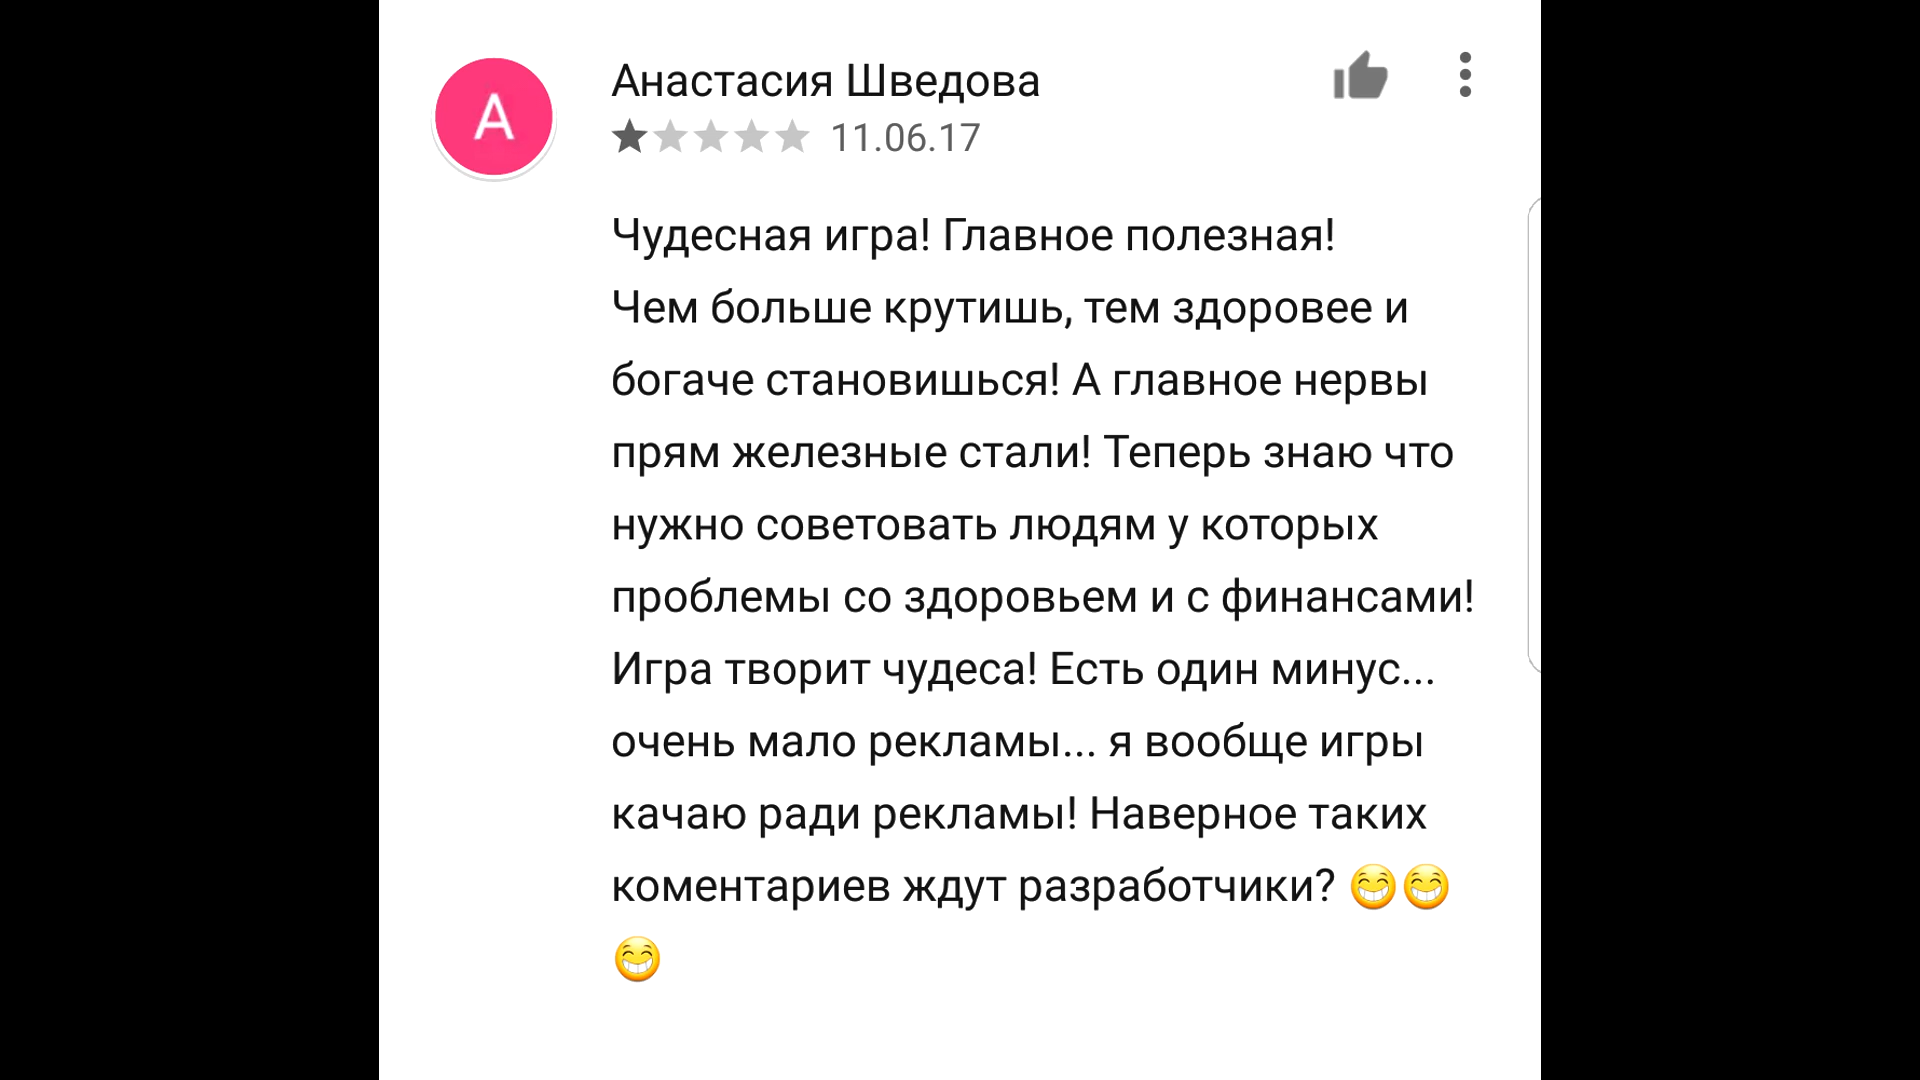 А
Анастасия Шведова
11.06.17
Чудесная игра! Главное полезная!
Чем больше крутишь, тем здоровее и
богаче становишься! А главное нервы
прям железные стали! Теперь знаю что
нужно советовать людям у которых
проблемы со здоровьем и с финансами!
Игра творит чудеса! Есть один минус...
очень мало рекламы... я вообще игры
качаю ради рекламы! Наверное таких
коментариев ждут разработчики? 😁😁
😁